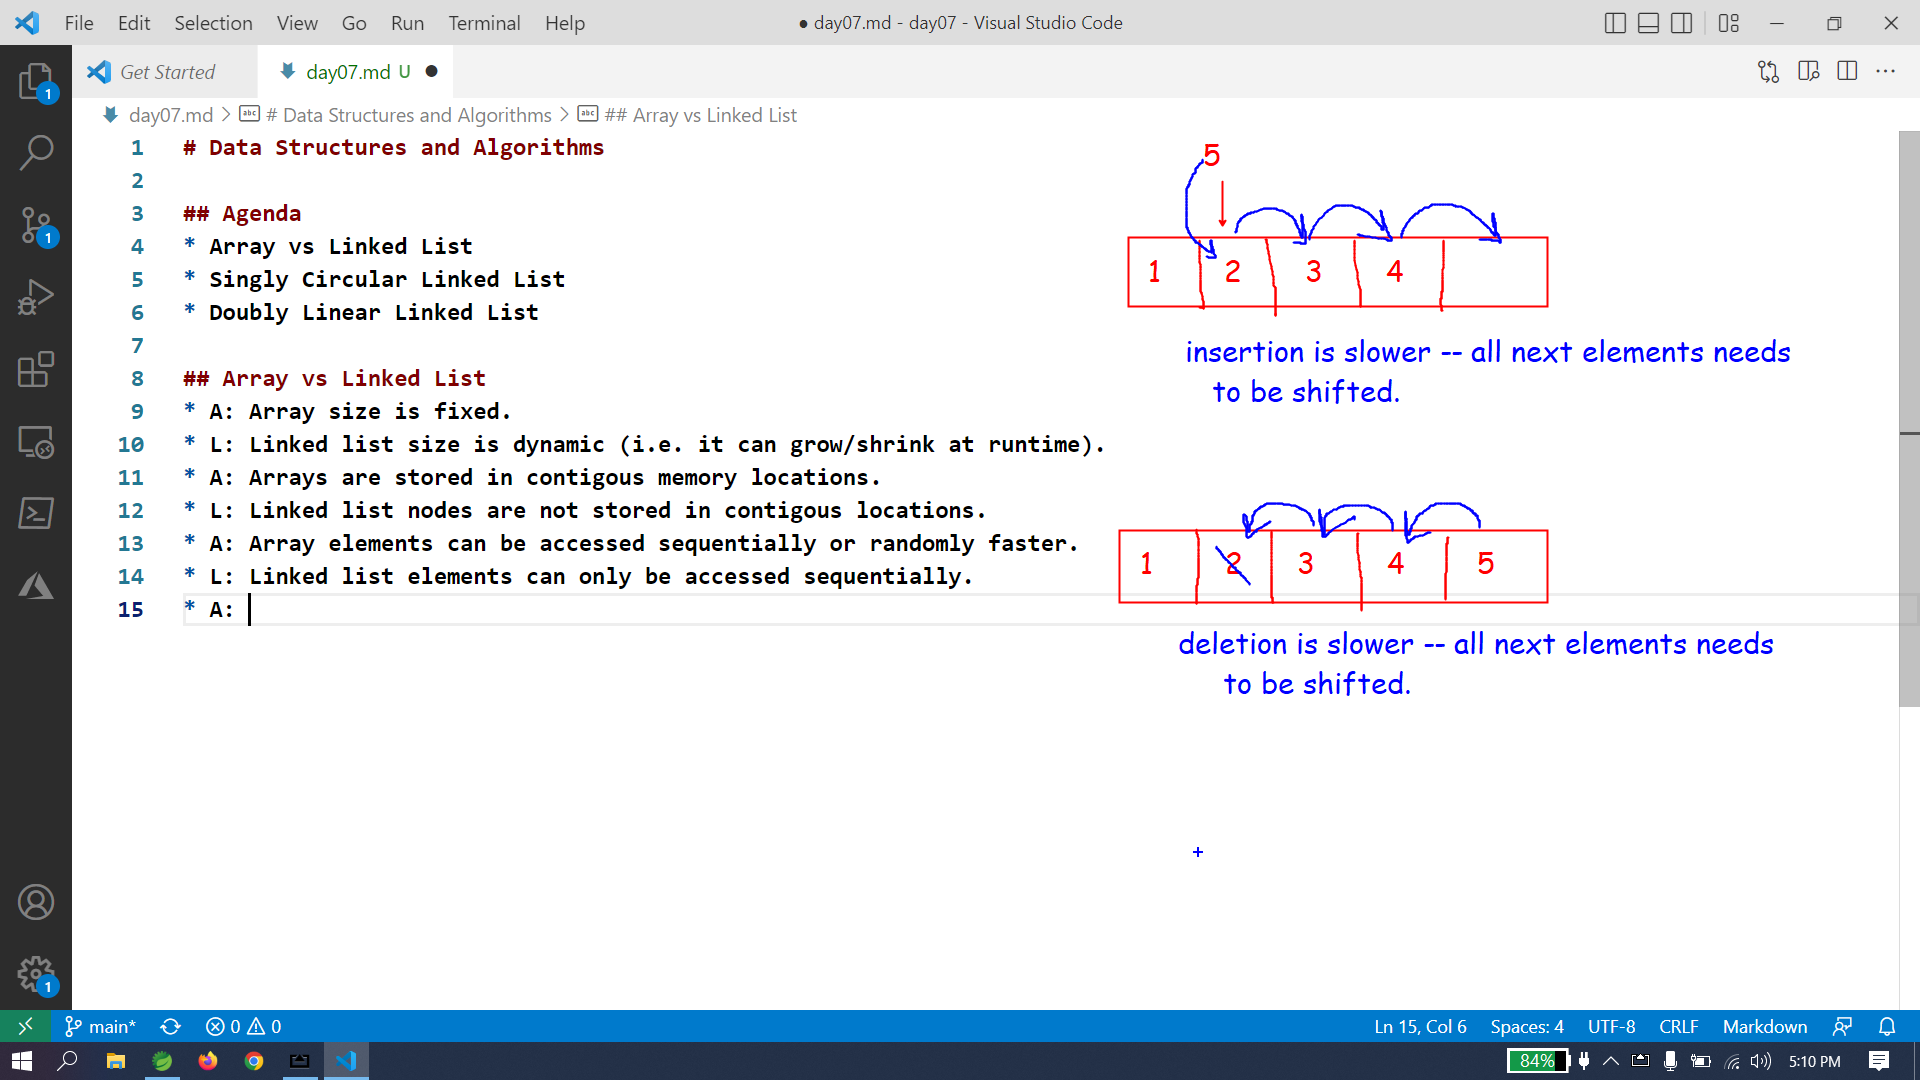 File Edit Selection View Go Run Terminal Help
● day07.md - day07 - Visual Studio Code
Get Started
day07.md U ●
day07.md > # Data Structures and Algorithms > ## Array vs Linked List
1 # Data Structures and Algorithms
2
3 ## Agenda
4 * Array vs Linked List
5 * Singly Circular Linked List
6 * Doubly Linear Linked List
7
8 ## Array vs Linked List
9 * A: Array size is fixed.
10 * L: Linked list size is dynamic (i.e. it can grow/shrink at runtime).
11 * A: Arrays are stored in contigous memory locations.
12 * L: Linked list nodes are not stored in contigous locations.
13 * A: Array elements can be accessed sequentially or randomly faster.
14 * L: Linked list elements can only be accessed sequentially.
15 * A:
5
1 2 3 4
insertion is slower -- all next elements needs
to be shifted.
1 2 3 4 5
deletion is slower -- all next elements needs
to be shifted.
1
1
1
main* 0 0
Ln 15, Col 6 Spaces: 4 UTF-8 CRLF Markdown
84% 5:10 PM